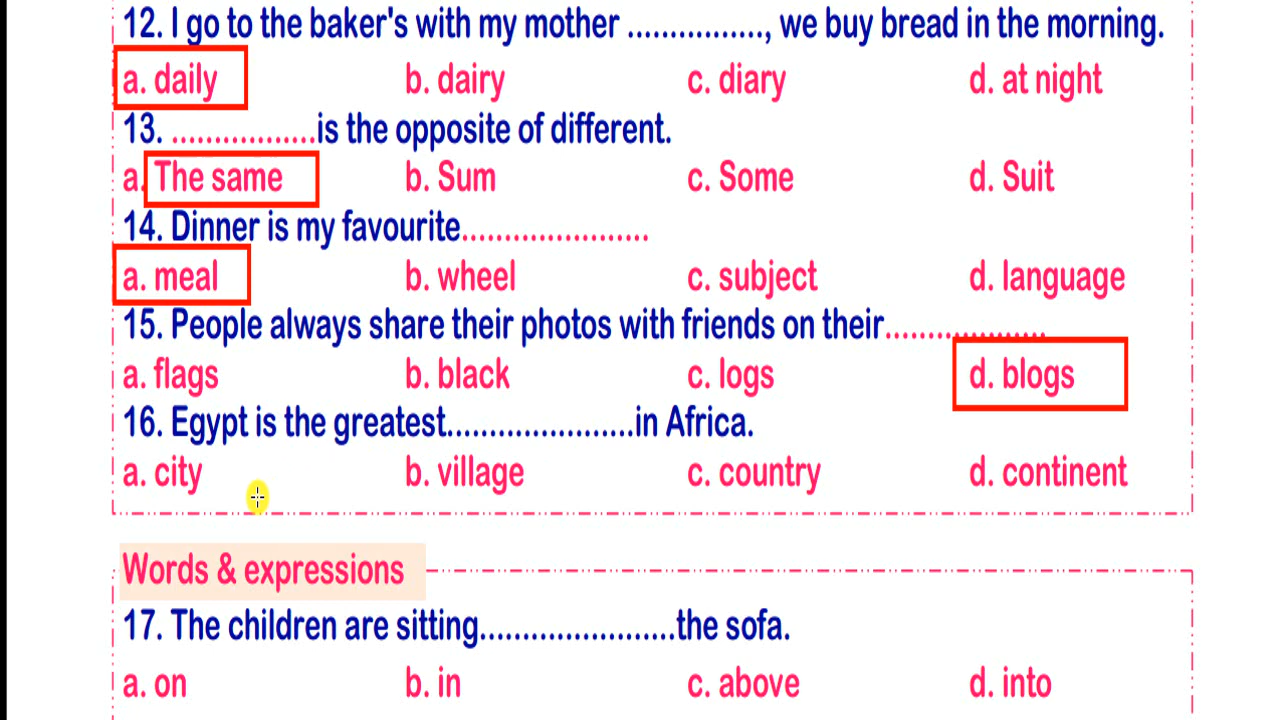 12. I go to the baker's with my mother ................, we buy bread in the morning.
a. daily b. dairy c. diary d. at night
13. .................is the opposite of different.
a. The same b. Sum c. Some d. Suit
14. Dinner is my favourite......................
a. meal b. wheel c. subject d. language
15. People always share their photos with friends on their...................
a. flags b. black c. logs d. blogs
16. Egypt is the greatest......................in Africa.
a. city b. village c. country d. continent
Words & expressions
17. The children are sitting.......................the sofa.
a. on b. in c. above d. into